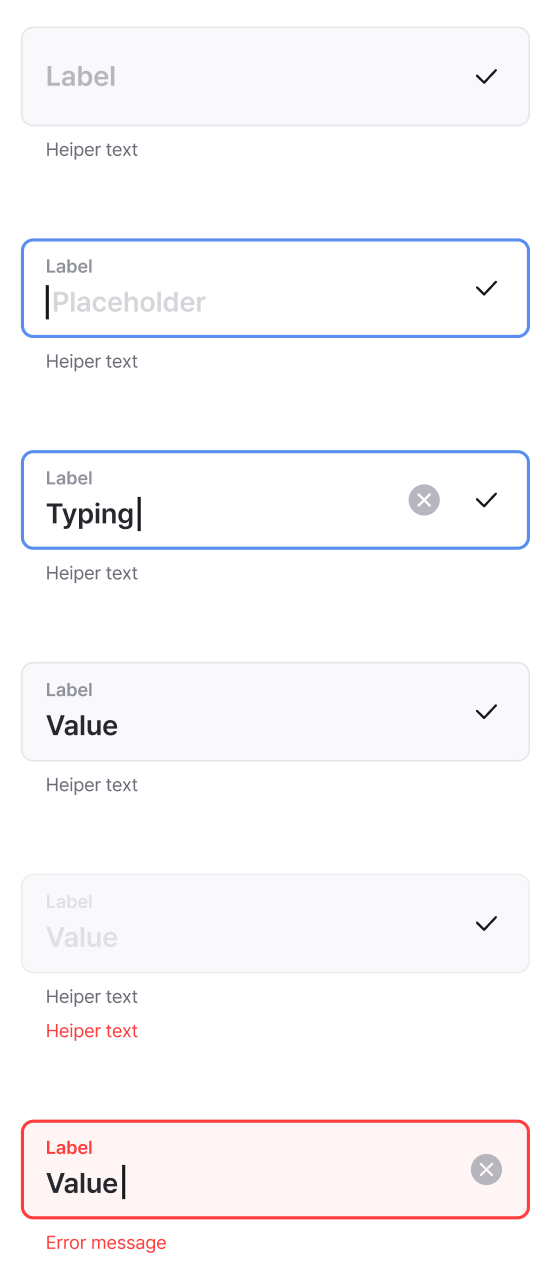 Label
Heiper text
Label
Placeholder
Heiper text
Label
Typing
Heiper text
Label
Value
Heiper text
Label
Value
Heiper text
Heiper text
Label
Value
Error message